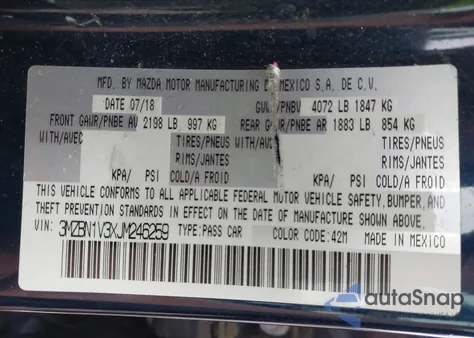 MFD. BY MAZDA MOTOR MANUFACTURING DE MEXICO S.A. DE C.V.
DATE 07/18 GVWR/PNBV 4072 LB 1847 KG
FRONT GAWR/PNBE AV 2198 LB 997 KG REAR GAWR/PNBE AR 1883 LB 854 KG
WITH/AVEC TIRES/PNEUS WITH/AVEC TIRES/PNEUS
RIMS/JANTES RIMS/JANTES
KPA/ PSI COLD/A FROID KPA/ PSI COLD/A FROID
THIS VEHICLE CONFORMS TO ALL APPLICABLE FEDERAL MOTOR VEHICLE SAFETY, BUMPER, AND
THEFT PREVENTION STANDARDS IN EFFECT ON THE DATE OF MANUFACTURE SHOWN ABOVE.
VIN: 3MZBN1V3XJM246259 TYPE:PASS CAR COLOR CODE: 42M MADE IN MEXICO
autoSnap